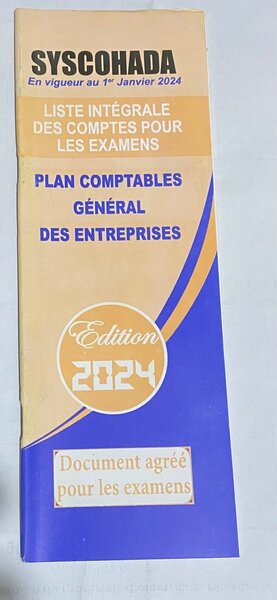 SYSCOHADA
En vigueur au 1er Janvier 2024
LISTE INTÉGRALE
DES COMPTES POUR
LES EXAMENS
PLAN COMPTABLES
GÉNÉRAL
DES ENTREPRISES
Edition
2024
Document agréé
pour les examens